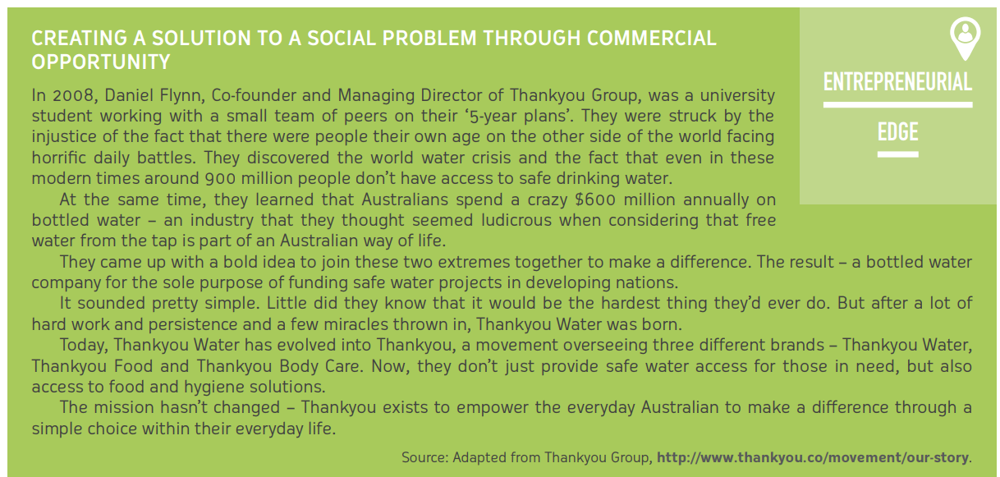 CREATING A SOLUTION TO A SOCIAL PROBLEM THROUGH COMMERCIAL
OPPORTUNITY
In 2008, Daniel Flynn, Co-founder and Managing Director of Thankyou Group, was a university
student working with a small team of peers on their ‘5-year plans’. They were struck by the
injustice of the fact that there were people their own age on the other side of the world facing
horrific daily battles. They discovered the world water crisis and the fact that even in these
modern times around 900 million people don’t have access to safe drinking water.
At the same time, they learned that Australians spend a crazy $600 million annually on
bottled water – an industry that they thought seemed ludicrous when considering that free
water from the tap is part of an Australian way of life.
They came up with a bold idea to join these two extremes together to make a difference. The result – a bottled water
company for the sole purpose of funding safe water projects in developing nations.
It sounded pretty simple. Little did they know that it would be the hardest thing they’d ever do. But after a lot of
hard work and persistence and a few miracles thrown in, Thankyou Water was born.
Today, Thankyou Water has evolved into Thankyou, a movement overseeing three different brands – Thankyou Water,
Thankyou Food and Thankyou Body Care. Now, they don’t just provide safe water access for those in need, but also
access to food and hygiene solutions.
The mission hasn’t changed – Thankyou exists to empower the everyday Australian to make a difference through a
simple choice within their everyday life.
Source: Adapted from Thankyou Group, http://www.thankyou.co/movement/our-story.
ENTREPRENEURIAL
EDGE